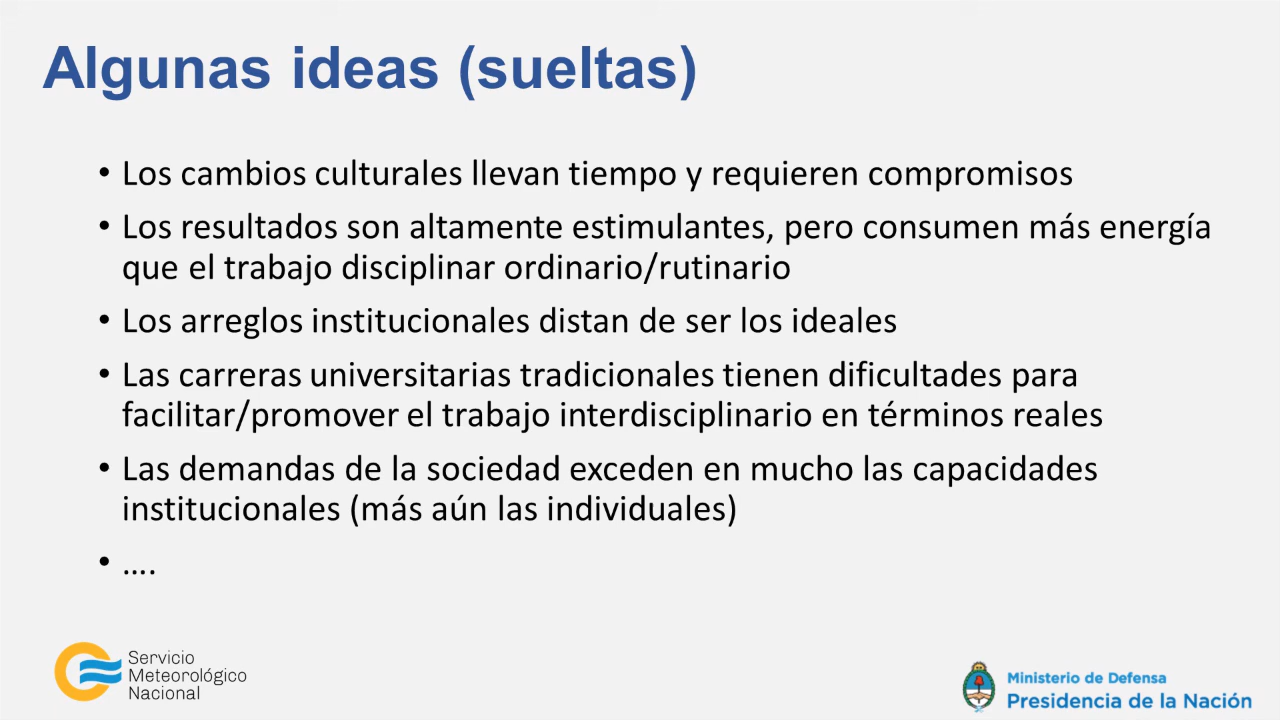 Algunas ideas (sueltas)
• Los cambios culturales llevan tiempo y requieren compromisos
• Los resultados son altamente estimulantes, pero consumen más energía
que el trabajo disciplinar ordinario/rutinario
• Los arreglos institucionales distan de ser los ideales
• Las carreras universitarias tradicionales tienen dificultades para
facilitar/promover el trabajo interdisciplinario en términos reales
• Las demandas de la sociedad exceden en mucho las capacidades
institucionales (más aún las individuales)
• ....
Servicio
Meteorológico
Nacional
Ministerio de Defensa
Presidencia de la Nación